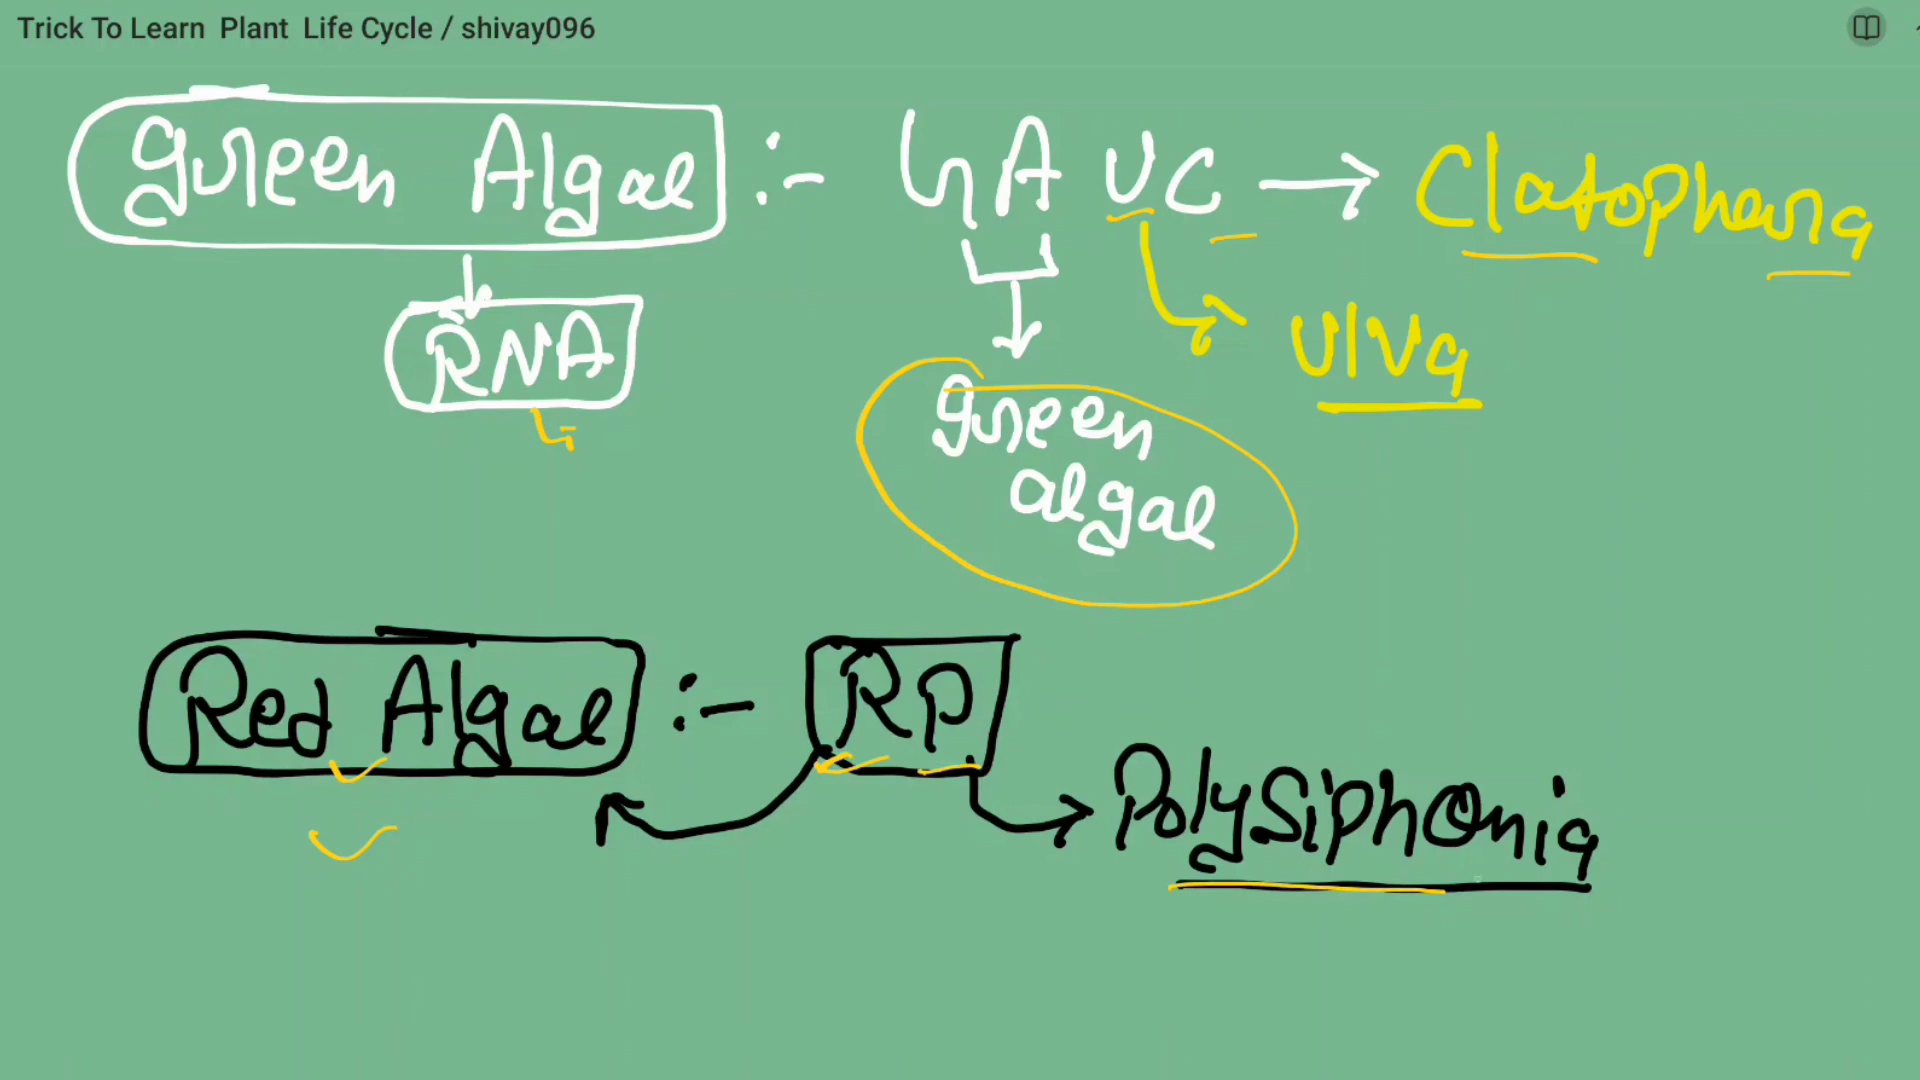 Trick To Learn Plant Life Cycle / shivay096
Green Algae :- GA UC → Clatophora
RNA
Ulva
green
algae
Red Algae :- RP
Polysiphonia